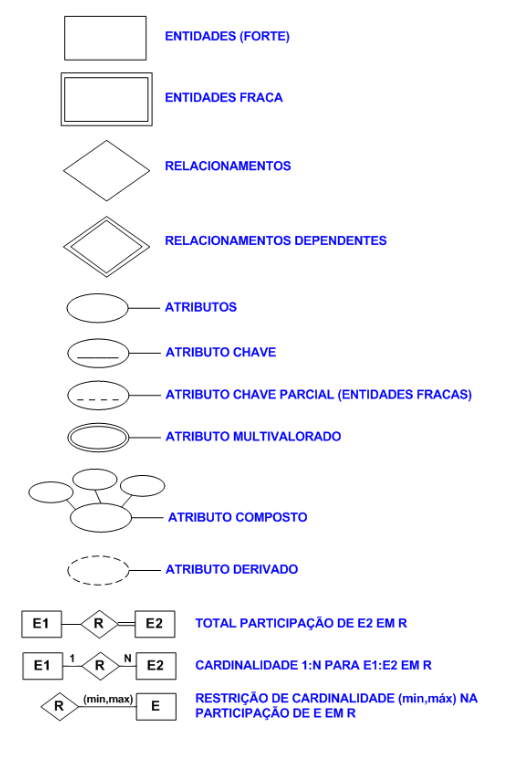 ENTIDADES (FORTE)
ENTIDADES FRACA
RELACIONAMENTOS
RELACIONAMENTOS DEPENDENTES
ATRIBUTOS
ATRIBUTO CHAVE
ATRIBUTO CHAVE PARCIAL (ENTIDADES FRACAS)
ATRIBUTO MULTIVALORADO
ATRIBUTO COMPOSTO
ATRIBUTO DERIVADO
E1 R E2 TOTAL PARTICIPAÇÃO DE E2 EM R
E1 1 R N E2 CARDINALIDADE 1:N PARA E1:E2 EM R
R (min,max) E RESTRIÇÃO DE CARDINALIDADE (min,máx) NA
PARTICIPAÇÃO DE E EM R